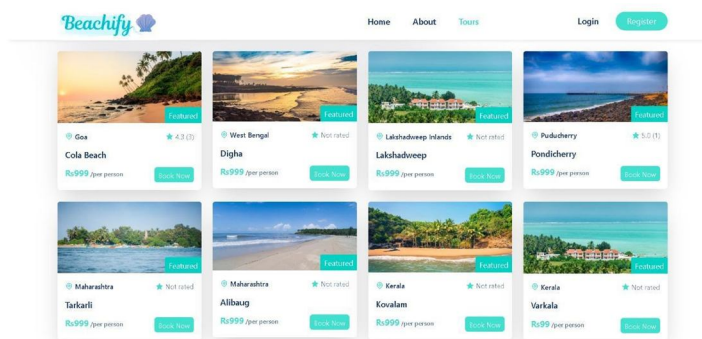 Beachify
Home About Tours Login Register
Featured Featured Featured Featured
Goa 4.3 (3) West Bengal Not rated Lakshadweep Inlands Not rated Puducherry 5.0 (1)
Cola Beach Digha Lakshadweep Pondicherry
Rs999 /per person Book Now Rs999 /per person Book Now Rs999 /per person Book Now Rs999 /per person Book Now
Featured Featured Featured Featured
Maharashtra Not rated Maharashtra Not rated Kerala Not rated Kerala Not rated
Tarkarli Alibaug Kovalam Varkala
Rs999 /per person Book Now Rs999 /per person Book Now Rs999 /per person Book Now Rs99 /per person Book Now